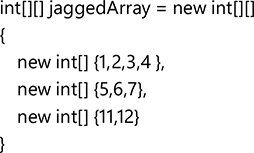 int[][] jaggedArray = new int[][]
{
new int[] {1,2,3,4 },
new int[] {5,6,7},
new int[] {11,12}
}